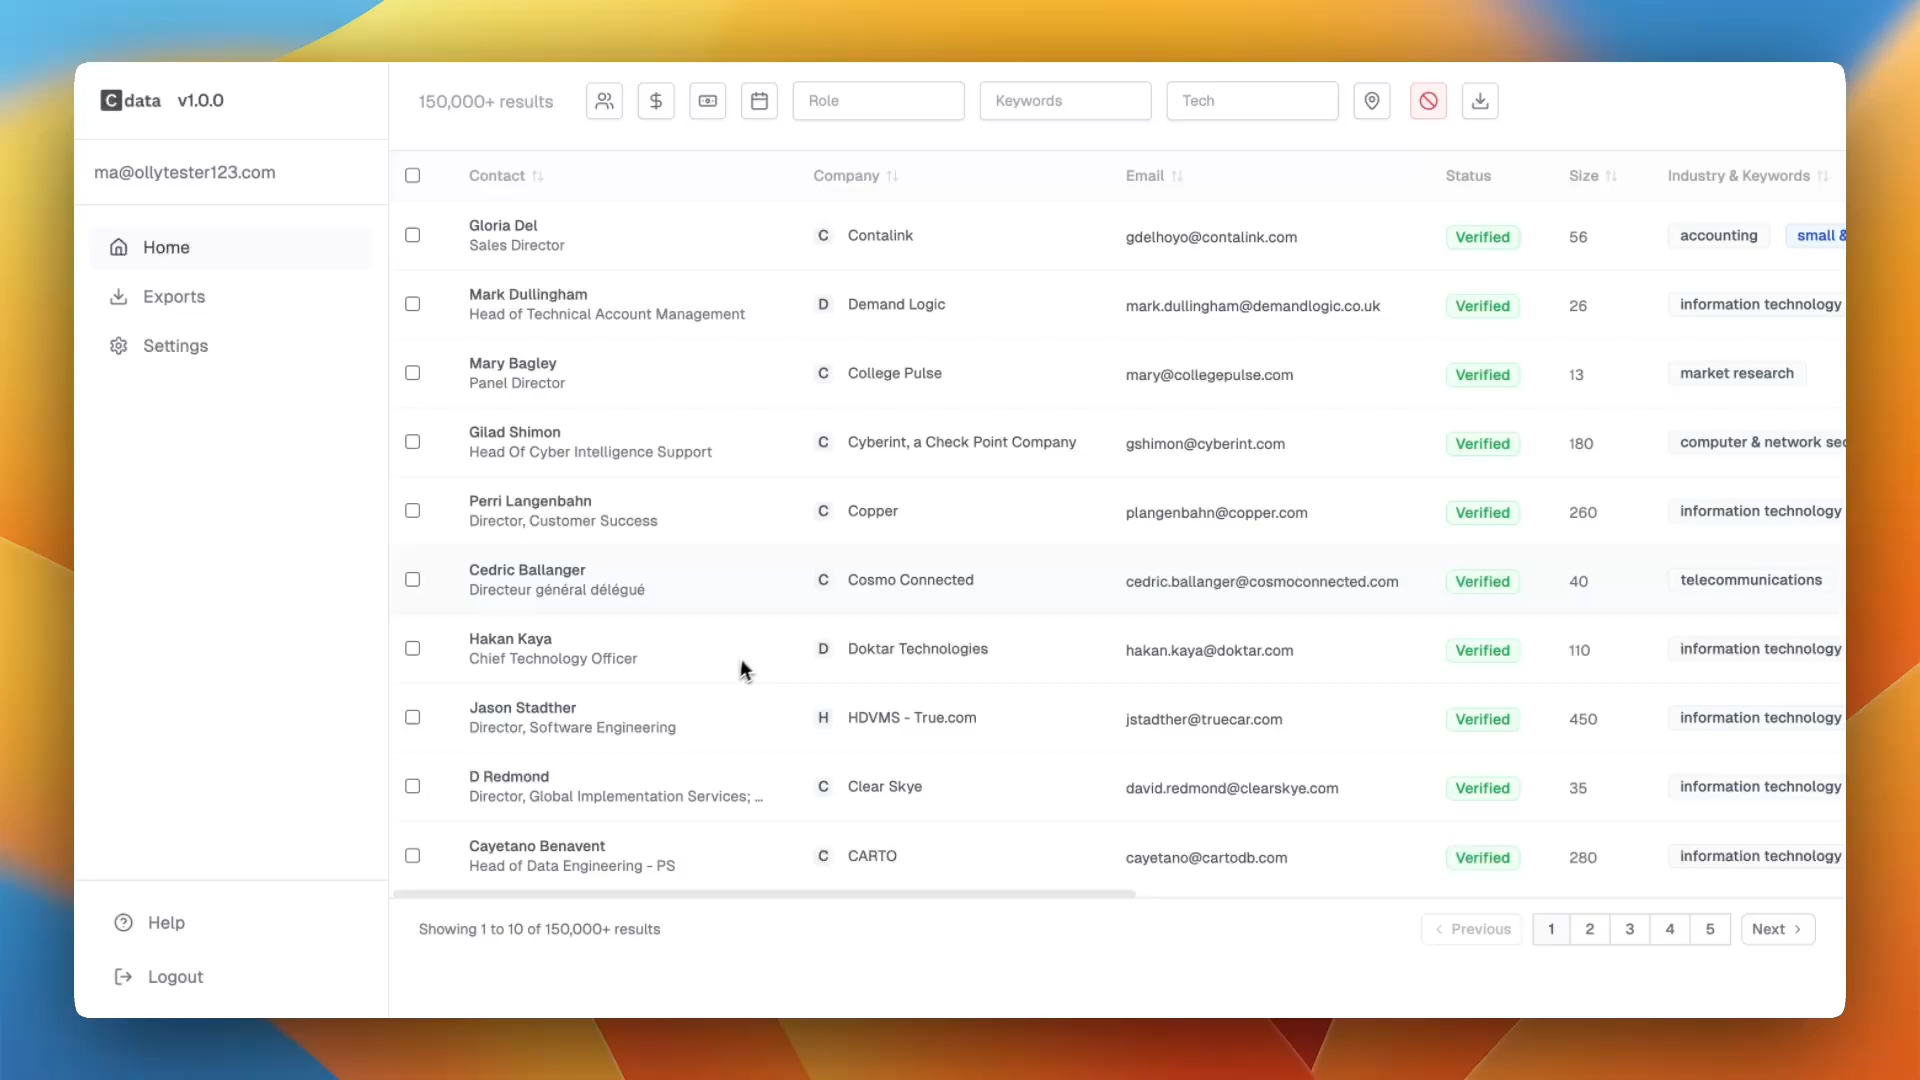 C data v1.0.0
150,000+ results
Role
Keywords
Tech
ma@ollytester123.com
Home
Exports
Settings
Help
Logout
Contact Company Email Status Size Industry & Keywords
Gloria Del
Sales Director
C Contalink gdelhoyo@contalink.com Verified 56 accounting small &
Mark Dullingham
Head of Technical Account Management
D Demand Logic mark.dullingham@demandlogic.co.uk Verified 26 information technology
Mary Bagley
Panel Director
C College Pulse mary@collegepulse.com Verified 13 market research
Gilad Shimon
Head Of Cyber Intelligence Support
C Cyberint, a Check Point Company gshimon@cyberint.com Verified 180 computer & network sec
Perri Langenbahn
Director, Customer Success
C Copper plangenbahn@copper.com Verified 260 information technology
Cedric Ballanger
Directeur général délégué
C Cosmo Connected cedric.ballanger@cosmoconnected.com Verified 40 telecommunications
Hakan Kaya
Chief Technology Officer
D Doktar Technologies hakan.kaya@doktar.com Verified 110 information technology
Jason Stadther
Director, Software Engineering
H HDVMS - True.com jstadther@truecar.com Verified 450 information technology
D Redmond
Director, Global Implementation Services; ...
C Clear Skye david.redmond@clearskye.com Verified 35 information technology
Cayetano Benavent
Head of Data Engineering - PS
C CARTO cayetano@cartodb.com Verified 280 information technology
Showing 1 to 10 of 150,000+ results
Previous 1 2 3 4 5 Next